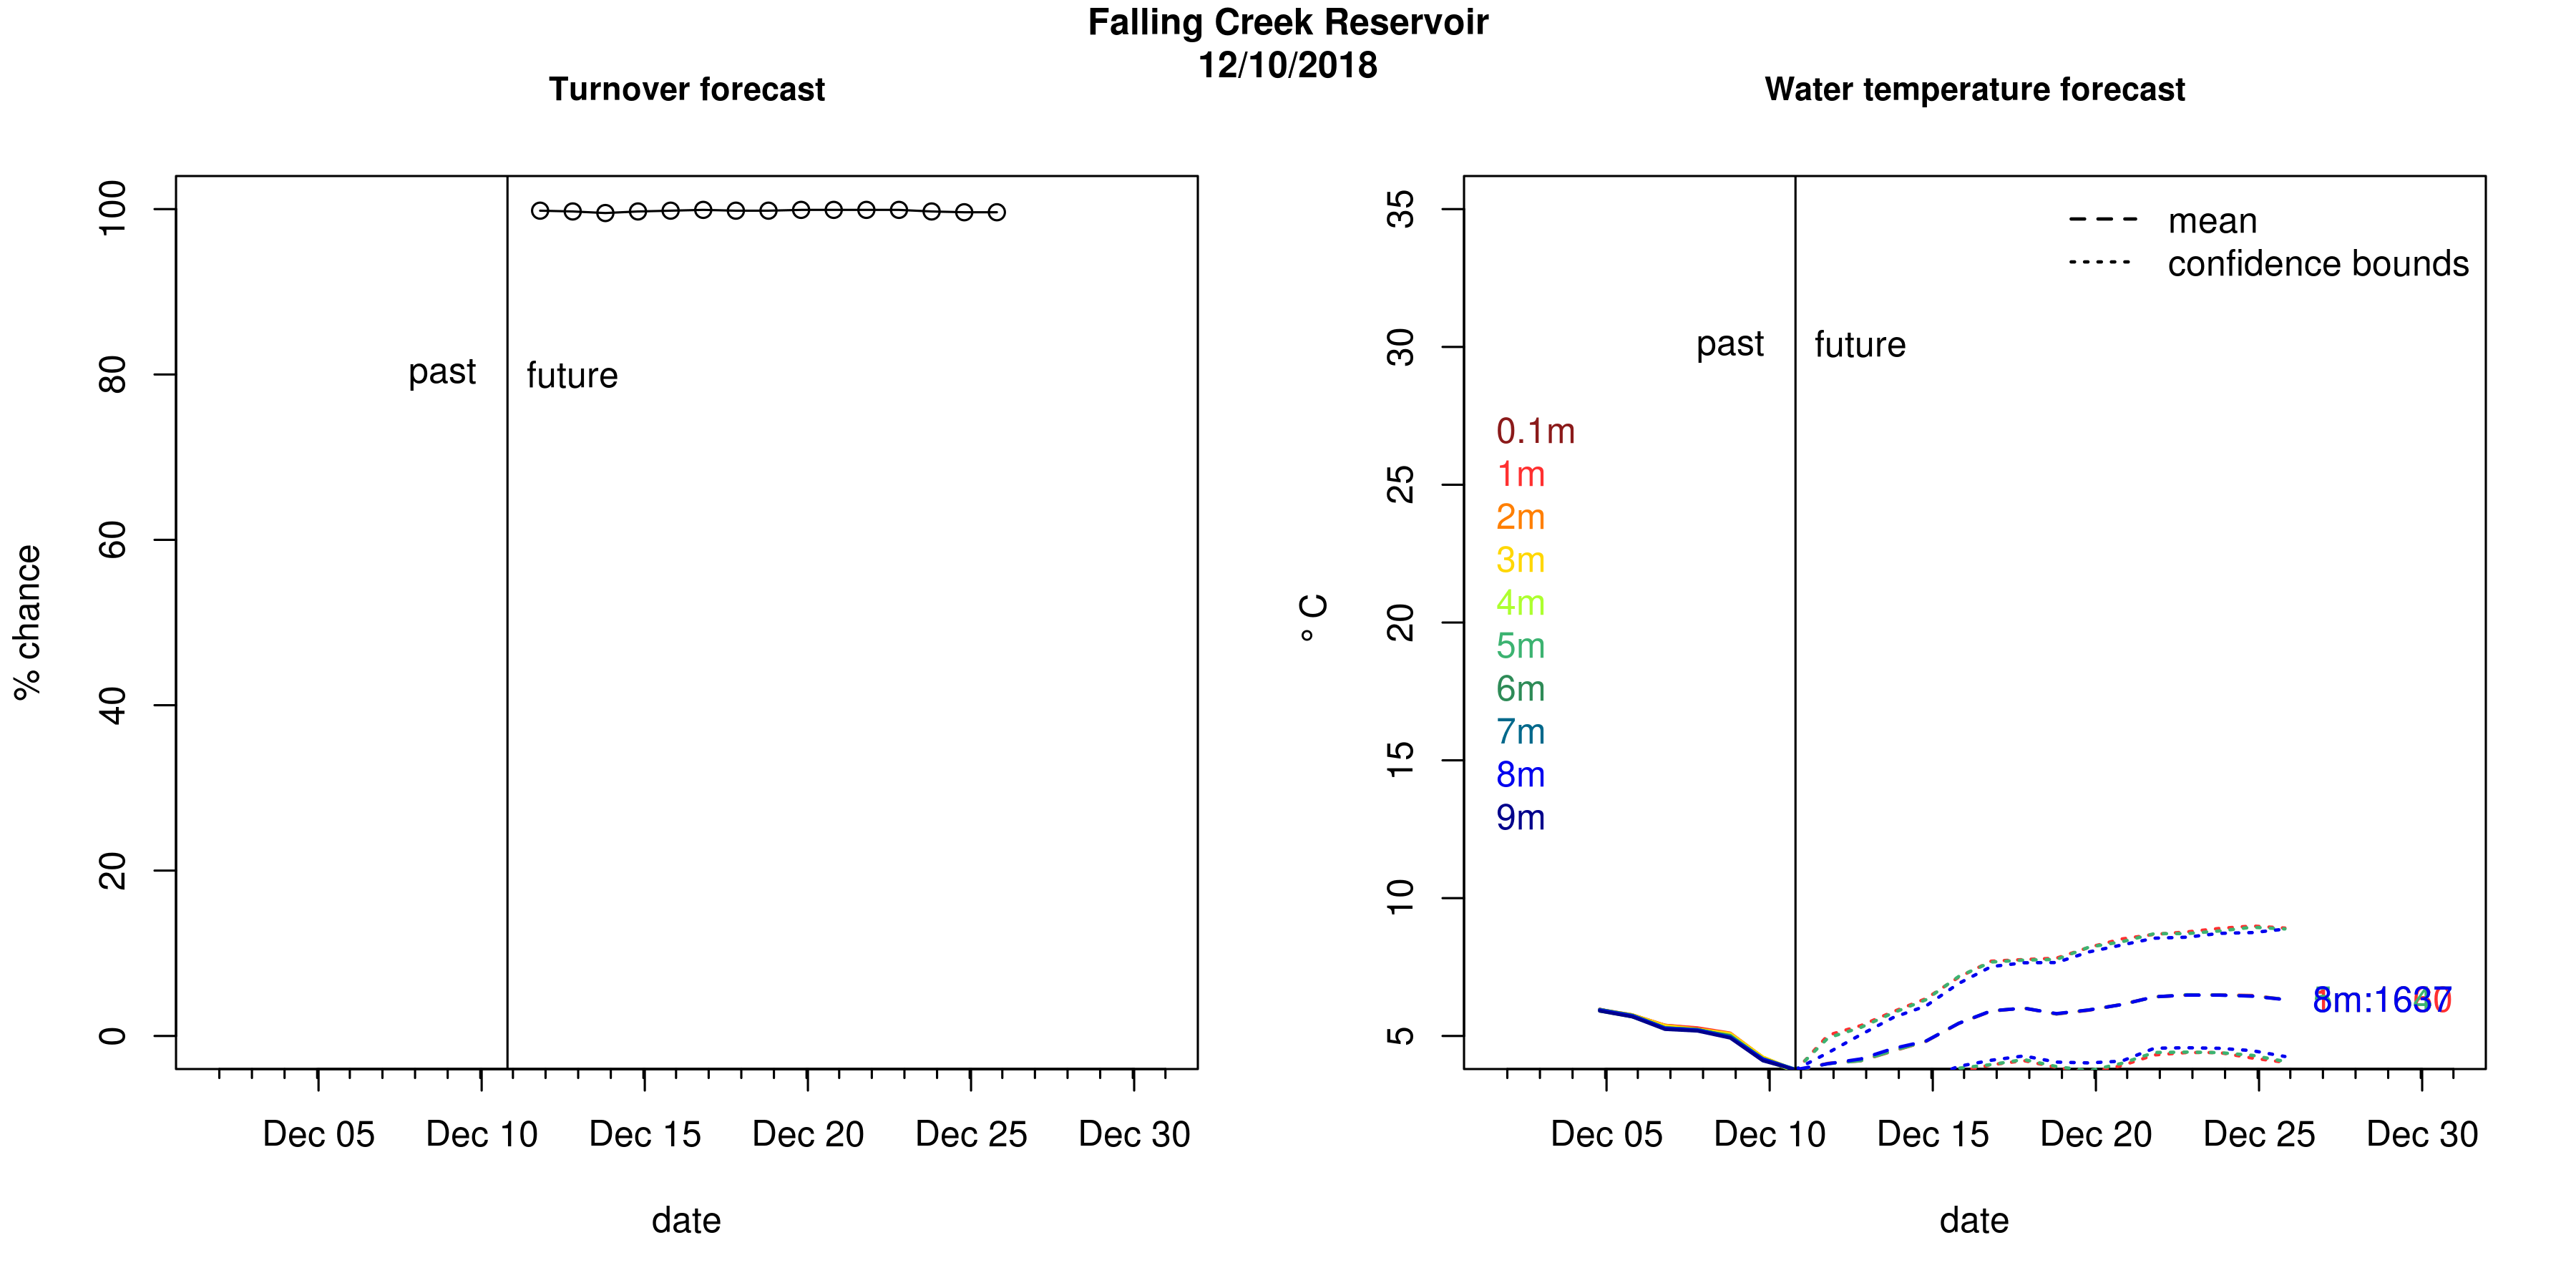 Falling Creek Reservoir
12/10/2018
Turnover forecast
% chance
100
80
60
40
20
0
past
future
Dec 05
Dec 10
Dec 15
Dec 20
Dec 25
Dec 30
date
Water temperature forecast
° C
35
30
25
20
15
10
5
mean
confidence bounds
past
future
0.1m
1m
2m
3m
4m
5m
6m
7m
8m
9m
Dec 05
Dec 10
Dec 15
Dec 20
Dec 25
Dec 30
date